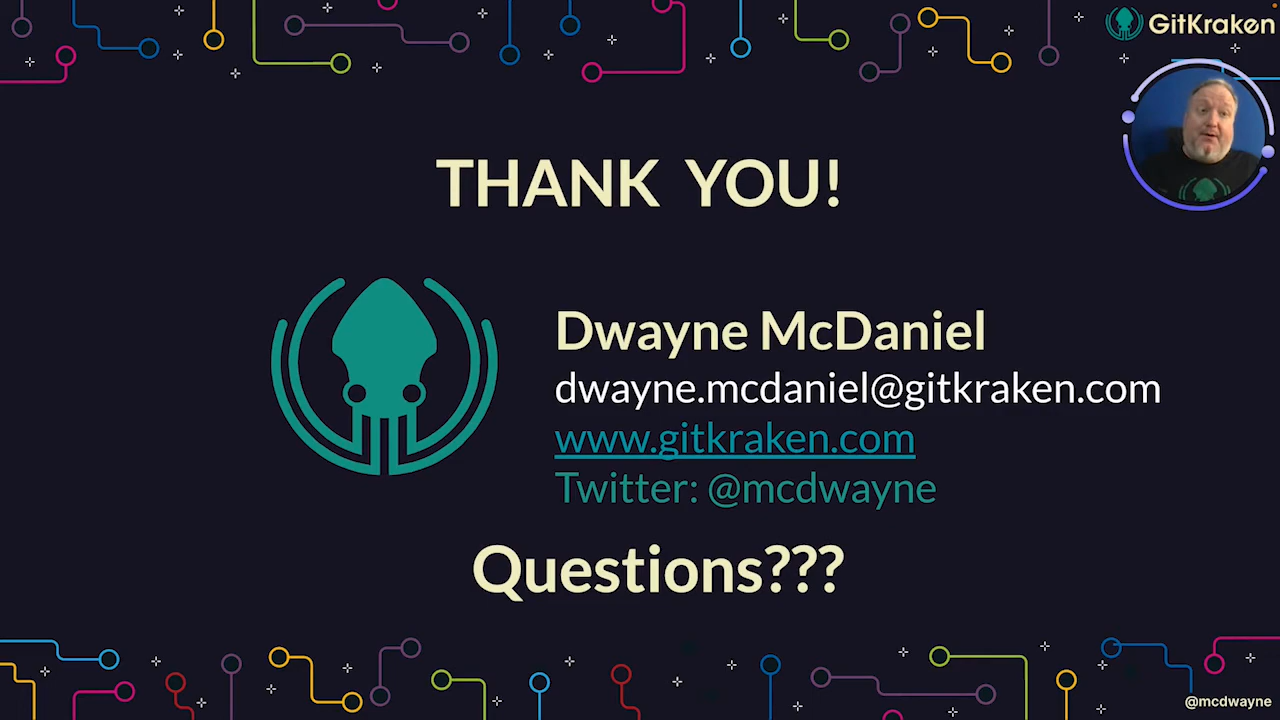 GitKraken
THANK YOU!
Dwayne McDaniel
dwayne.mcdaniel@gitkraken.com
www.gitkraken.com
Twitter: @mcdwayne
Questions???
@mcdwayne